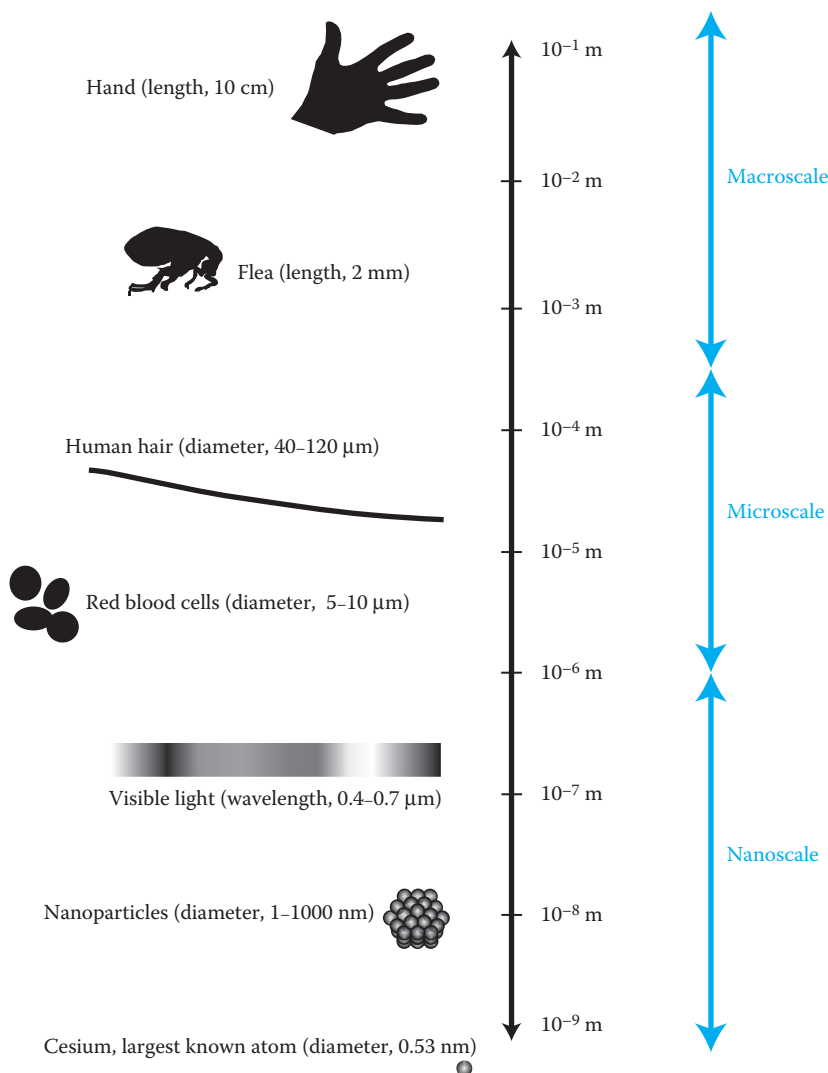 10⁻¹ m
Hand (length, 10 cm)
10⁻² m
Macroscale
Flea (length, 2 mm)
10⁻³ m
10⁻⁴ m
Human hair (diameter, 40–120 μm)
Microscale
10⁻⁵ m
Red blood cells (diameter, 5–10 μm)
10⁻⁶ m
10⁻⁷ m
Visible light (wavelength, 0.4–0.7 μm)
Nanoscale
Nanoparticles (diameter, 1–1000 nm)
10⁻⁸ m
10⁻⁹ m
Cesium, largest known atom (diameter, 0.53 nm)